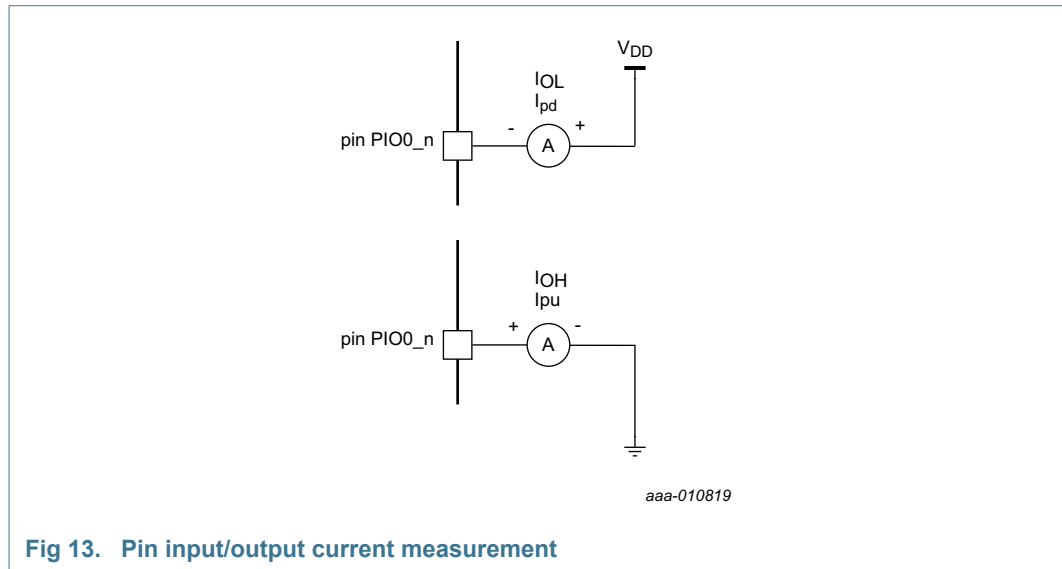 VDD
IOL
Ipd
- +
A
pin PIO0_n
IOH
Ipu
+ -
A
pin PIO0_n
aaa-010819
Fig 13. Pin input/output current measurement